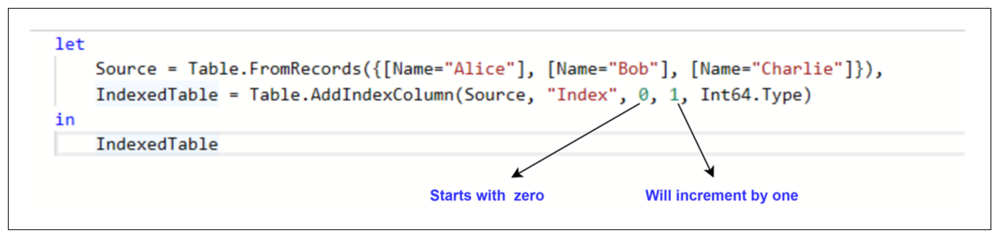 let
Source = Table.FromRecords({[Name="Alice"], [Name="Bob"], [Name="Charlie"]}),
IndexedTable = Table.AddIndexColumn(Source, "Index", 0, 1, Int64.Type)
in
IndexedTable
Starts with zero
Will increment by one